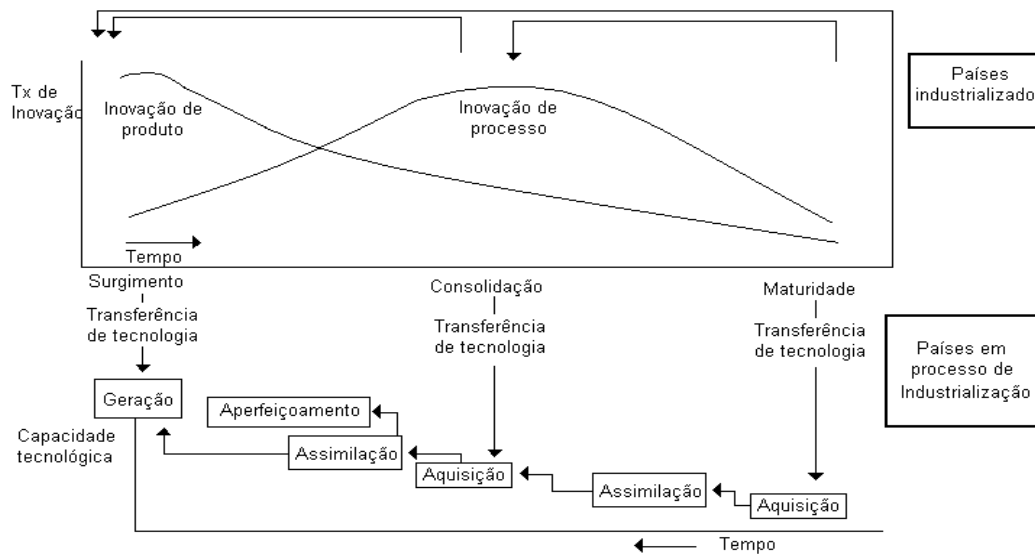 Tx de
Inovação
Inovação de
produto
Inovação de
processo
Países
industrializado
Tempo
Surgimento
Transferência
de tecnologia
Consolidação
Transferência
de tecnologia
Maturidade
Transferência
de tecnologia
Países em
processo de
Industrialização
Geração
Aperfeiçoamento
Capacidade
tecnológica
Assimilação
Aquisição
Assimilação
Aquisição
Tempo